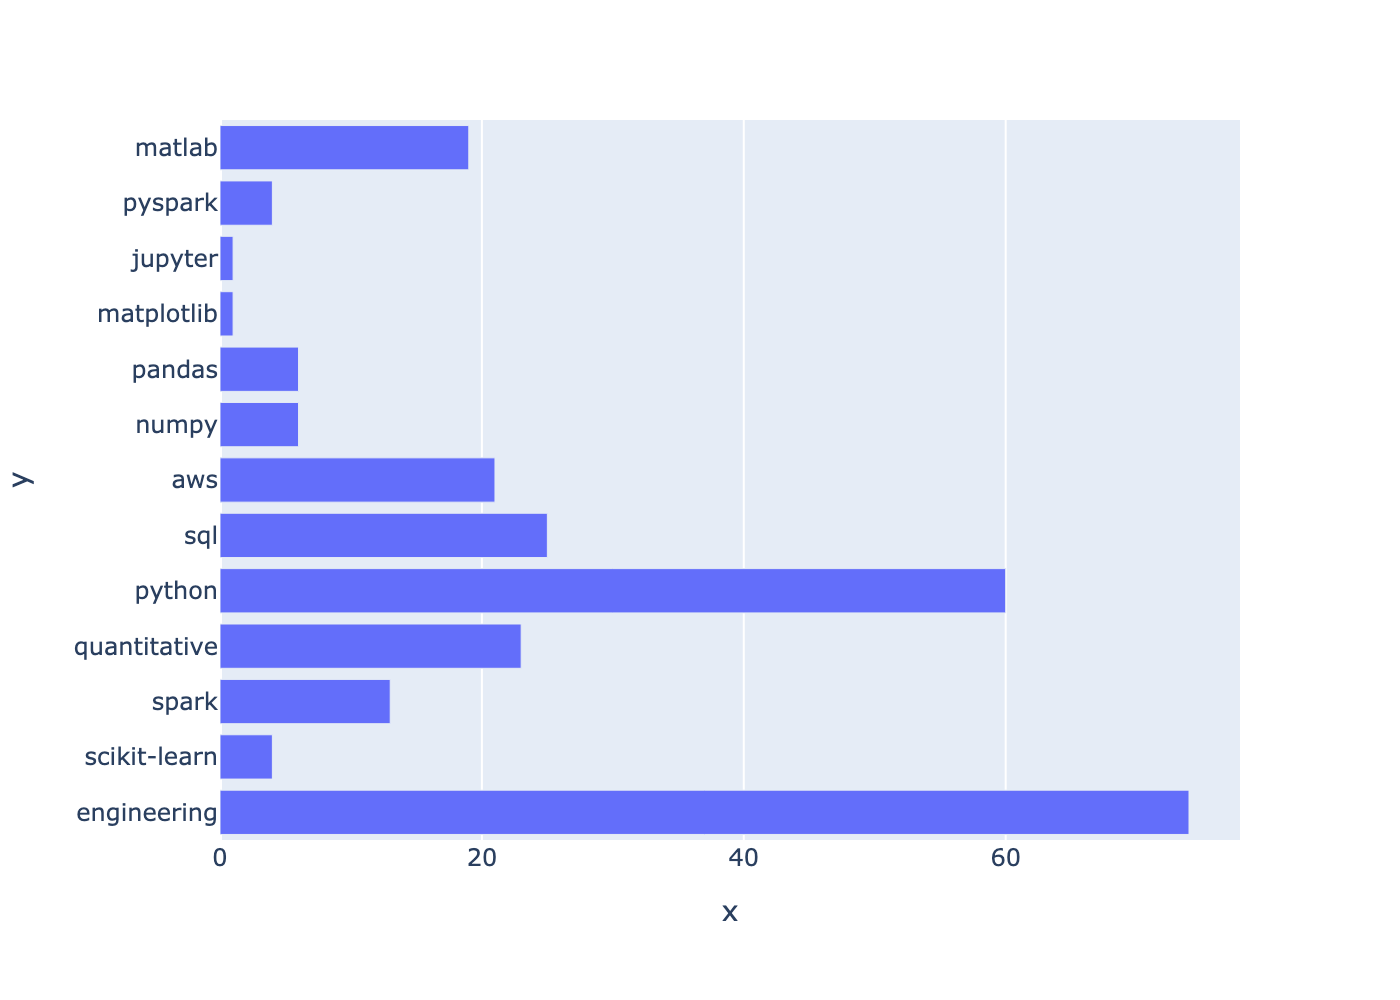 matlab
pyspark
jupyter
matplotlib
pandas
numpy
aws
sql
python
quantitative
spark
scikit-learn
engineering
y
0 20 40 60
x